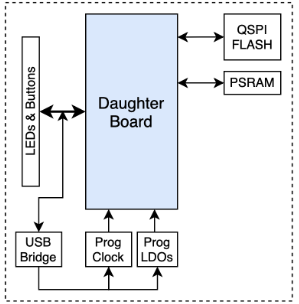 QSPI
FLASH
LEDs & Buttons
Daughter
Board
PSRAM
USB
Bridge
Prog
Clock
Prog
LDOs